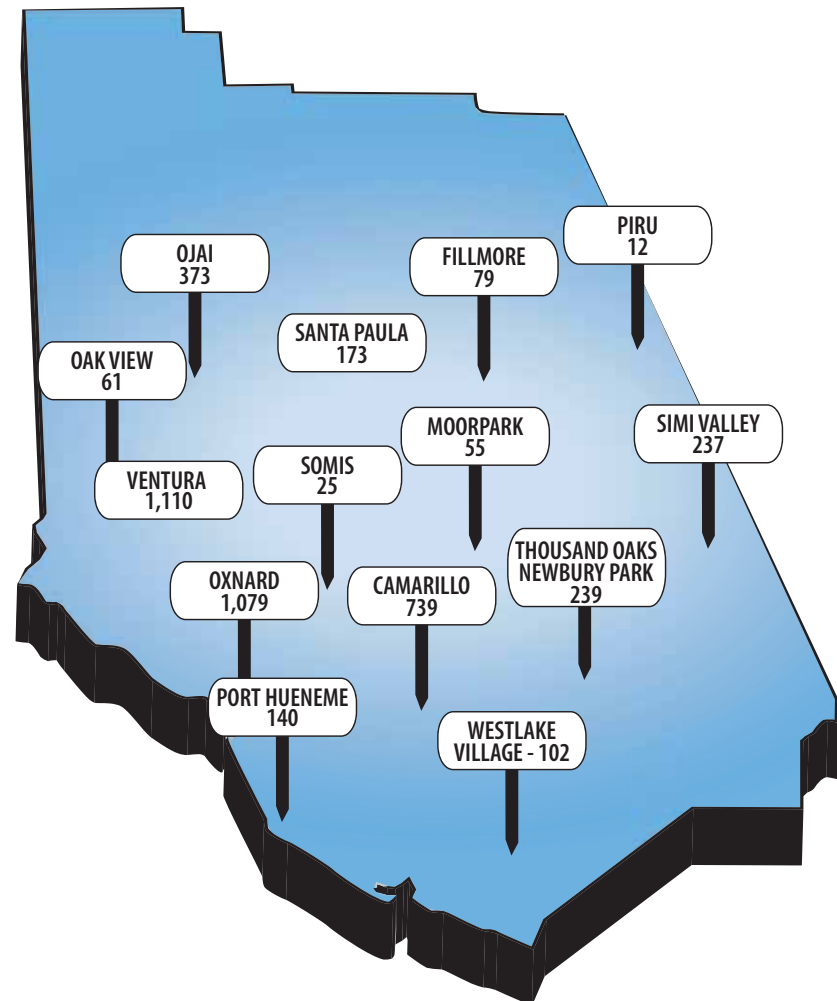 PIRU
12
OJAI
373
FILLMORE
79
SANTA PAULA
173
OAK VIEW
61
MOORPARK
55
SIMI VALLEY
237
SOMIS
25
VENTURA
1,110
THOUSAND OAKS
NEWBURY PARK
239
OXNARD
1,079
CAMARILLO
739
PORT HUENEME
140
WESTLAKE
VILLAGE - 102